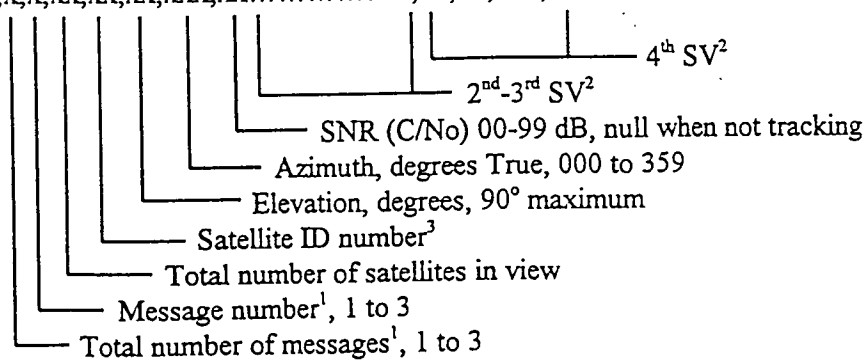 4th SV2
2nd-3rd SV2
SNR (C/No) 00-99 dB, null when not tracking
Azimuth, degrees True, 000 to 359
Elevation, degrees, 90° maximum
Satellite ID number3
Total number of satellites in view
Message number1, 1 to 3
Total number of messages1, 1 to 3